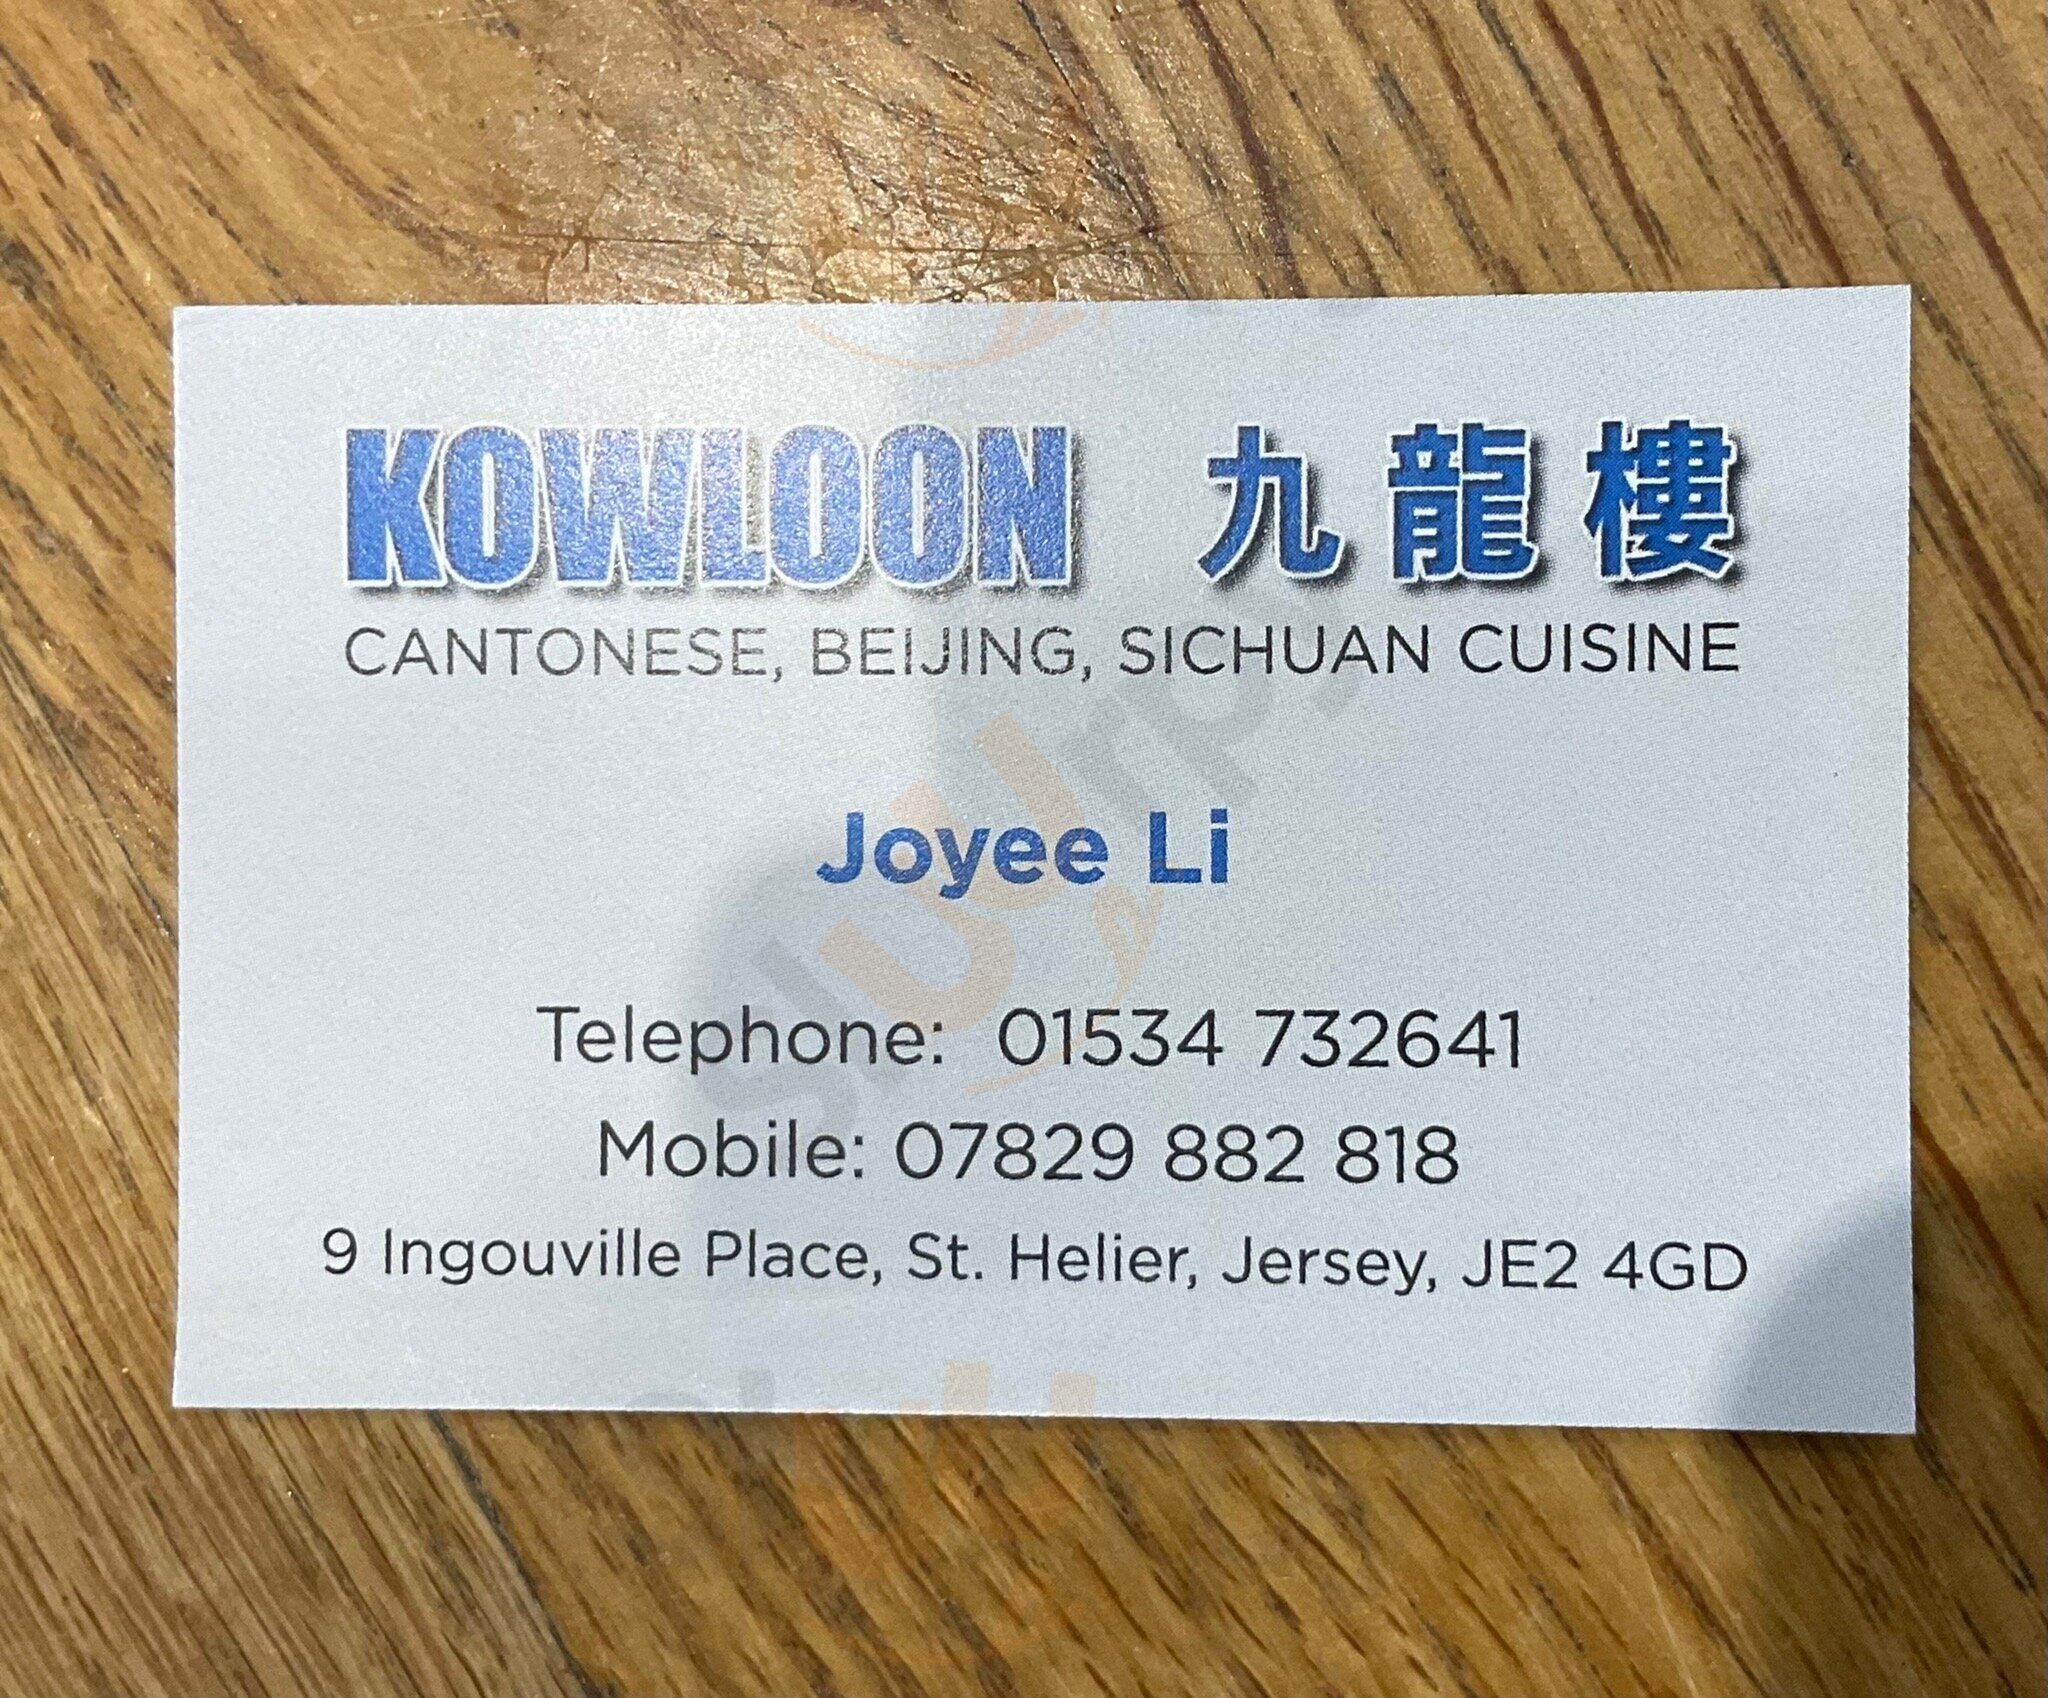 KOWLOON 九龍樓
CANTONESE, BEIJING, SICHUAN CUISINE
Joyee Li
Telephone: 01534 732641
Mobile: 07829 882 818
9 Ingouville Place, St. Helier, Jersey, JE2 4GD
sluurpy